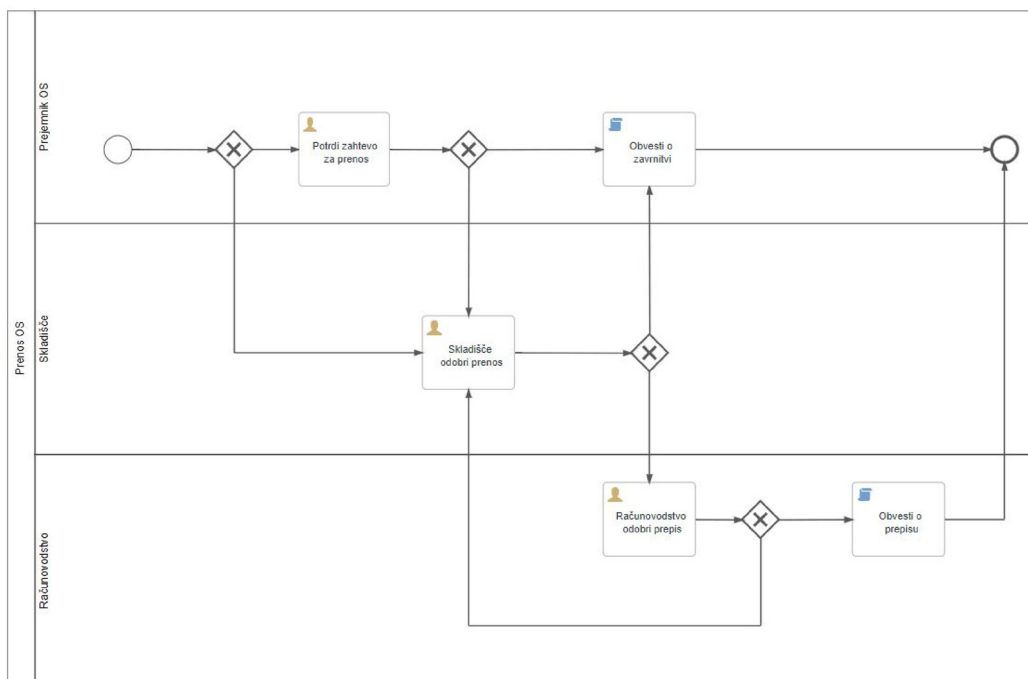 Prenos OS
Prejemnik OS
Potrdi zahtevo
za prenos
Obvesti o
zavrnitvi
Skladišče
Skladišče
odobri prenos
Računovodstvo
Računovodstvo
odobri prepis
Obvesti o
prepisu